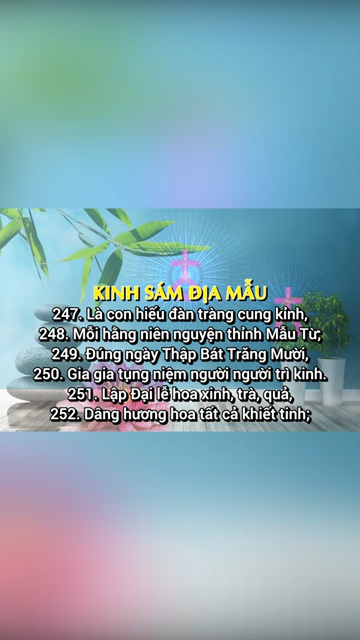 KINH SÁM ĐỊA MẪU
247. Là con hiếu đàn tràng cung kỉnh,
248. Mỗi hằng niên nguyện thỉnh Mẫu Từ;
249. Đúng ngày Thập Bát Trăng Mười,
250. Gia gia tụng niệm người người trì kinh.
251. Lập Đại lễ hoa xinh, trà, quả,
252. Dâng hương hoa tất cả khiết tinh;